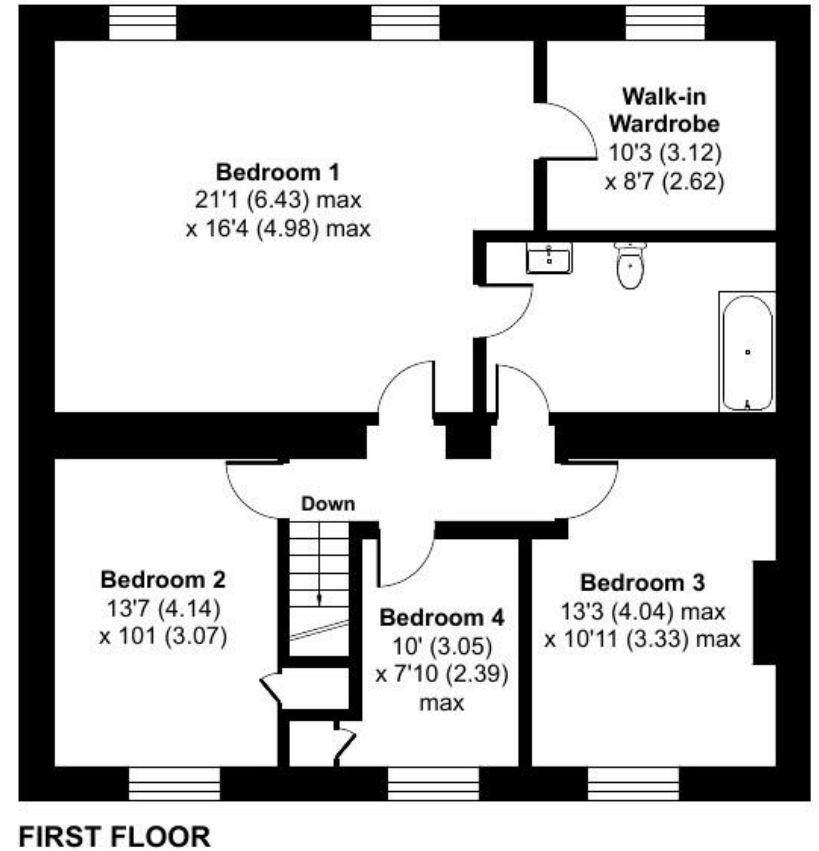 Walk-in
Wardrobe
10'3 (3.12)
x 8'7 (2.62)
Bedroom 1
21'1 (6.43) max
x 16'4 (4.98) max
Down
Bedroom 2
13'7 (4.14)
x 101 (3.07)
Bedroom 4
10' (3.05)
x 7'10 (2.39)
max
Bedroom 3
13'3 (4.04) max
x 10'11 (3.33) max
FIRST FLOOR